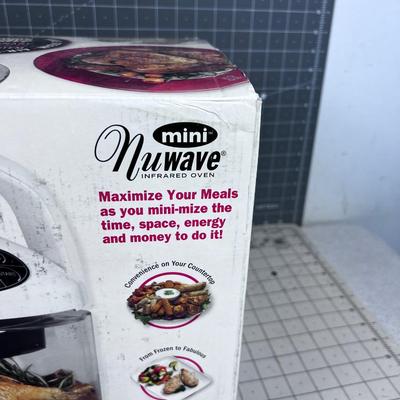 mini™
nuwave®
INFRARED OVEN
Maximize Your Meals
as you mini-mize the
time, space, energy
and money to do it!
Convenience on Your Countertop
From Frozen to Fabulous